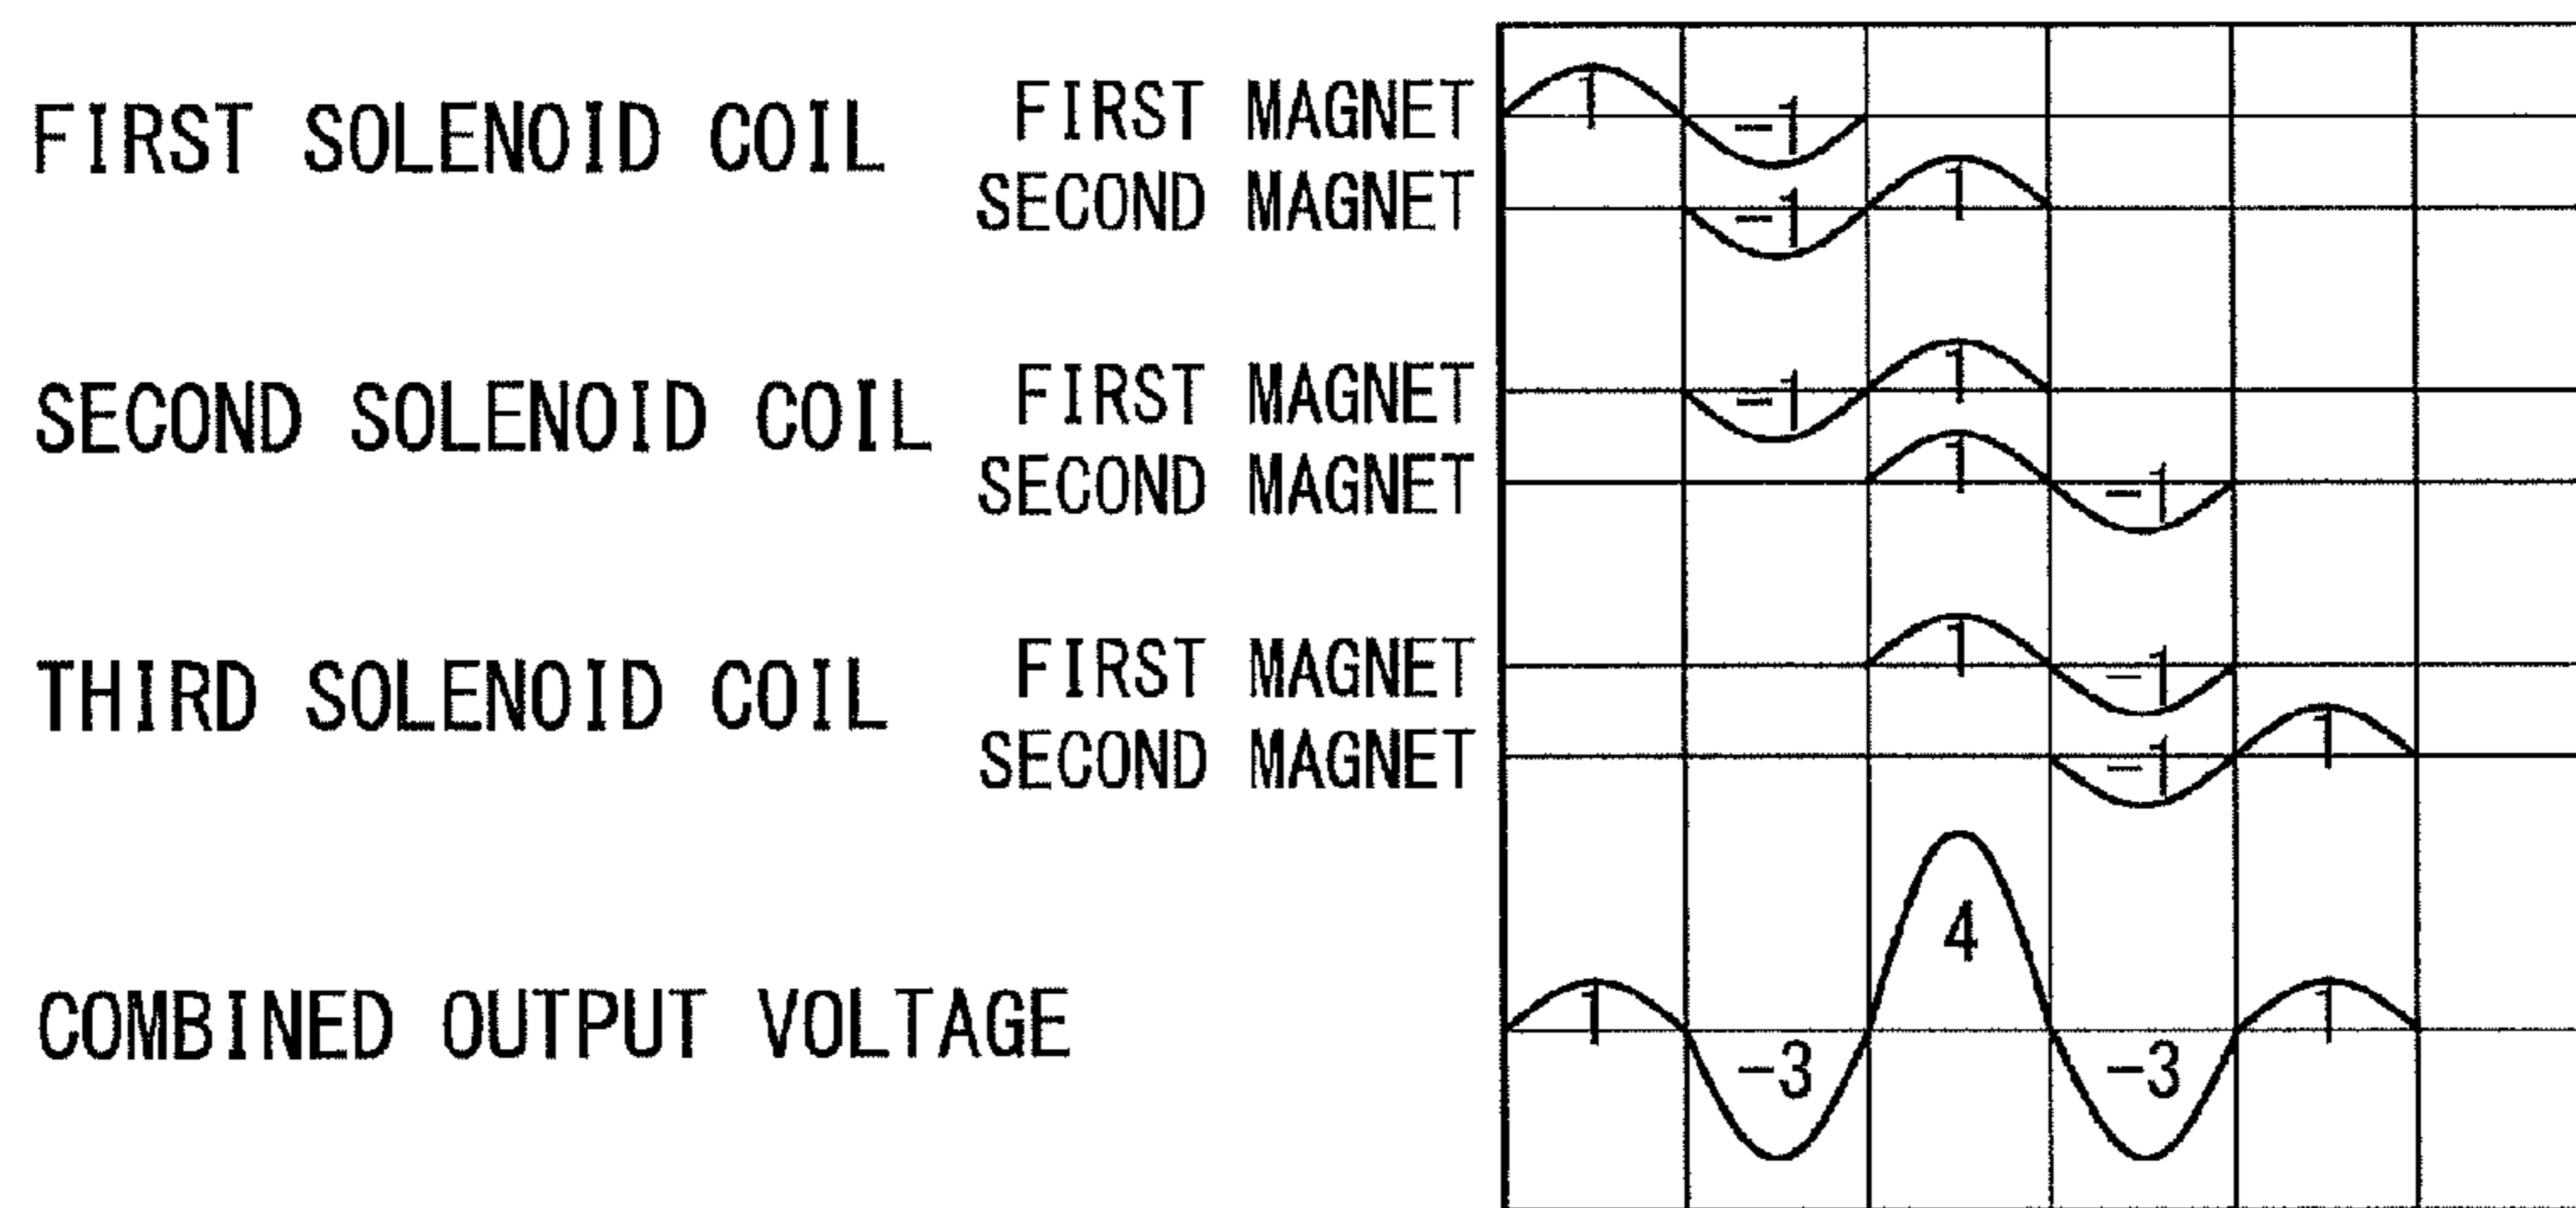 FIRST SOLENOID COIL FIRST MAGNET 1 -1
SECOND MAGNET -1 1
SECOND SOLENOID COIL FIRST MAGNET -1 1
SECOND MAGNET 1 -1
THIRD SOLENOID COIL FIRST MAGNET 1 -1
SECOND MAGNET -1 1
COMBINED OUTPUT VOLTAGE 1 -3 4 -3 1